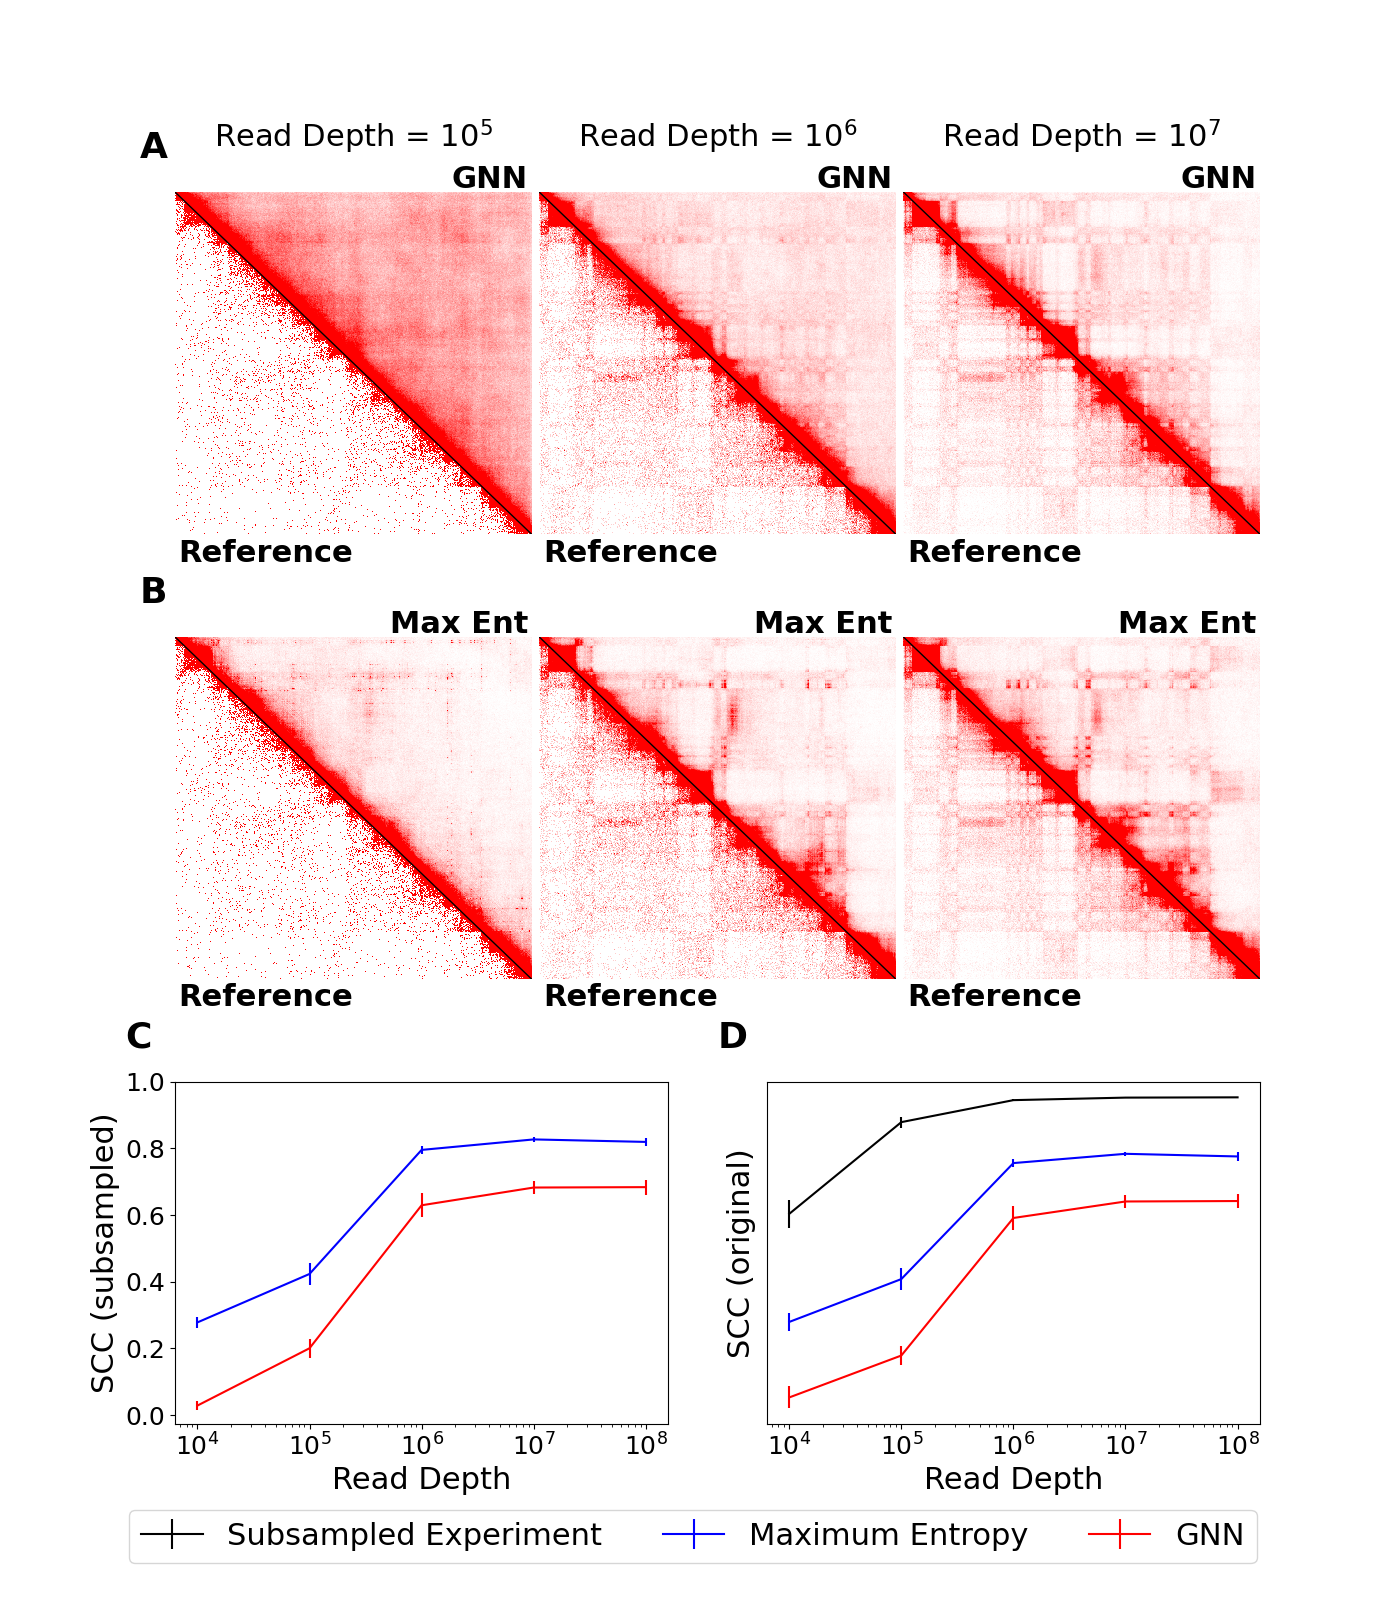 A
Read Depth = 10^5
Read Depth = 10^6
Read Depth = 10^7
GNN
GNN
GNN
Reference
Reference
Reference
B
Max Ent
Max Ent
Max Ent
Reference
Reference
Reference
C
D
SCC (subsampled)
1.0
0.8
0.6
0.4
0.2
0.0
10^4 10^5 10^6 10^7 10^8
Read Depth
SCC (original)
10^4 10^5 10^6 10^7 10^8
Read Depth
Subsampled Experiment
Maximum Entropy
GNN